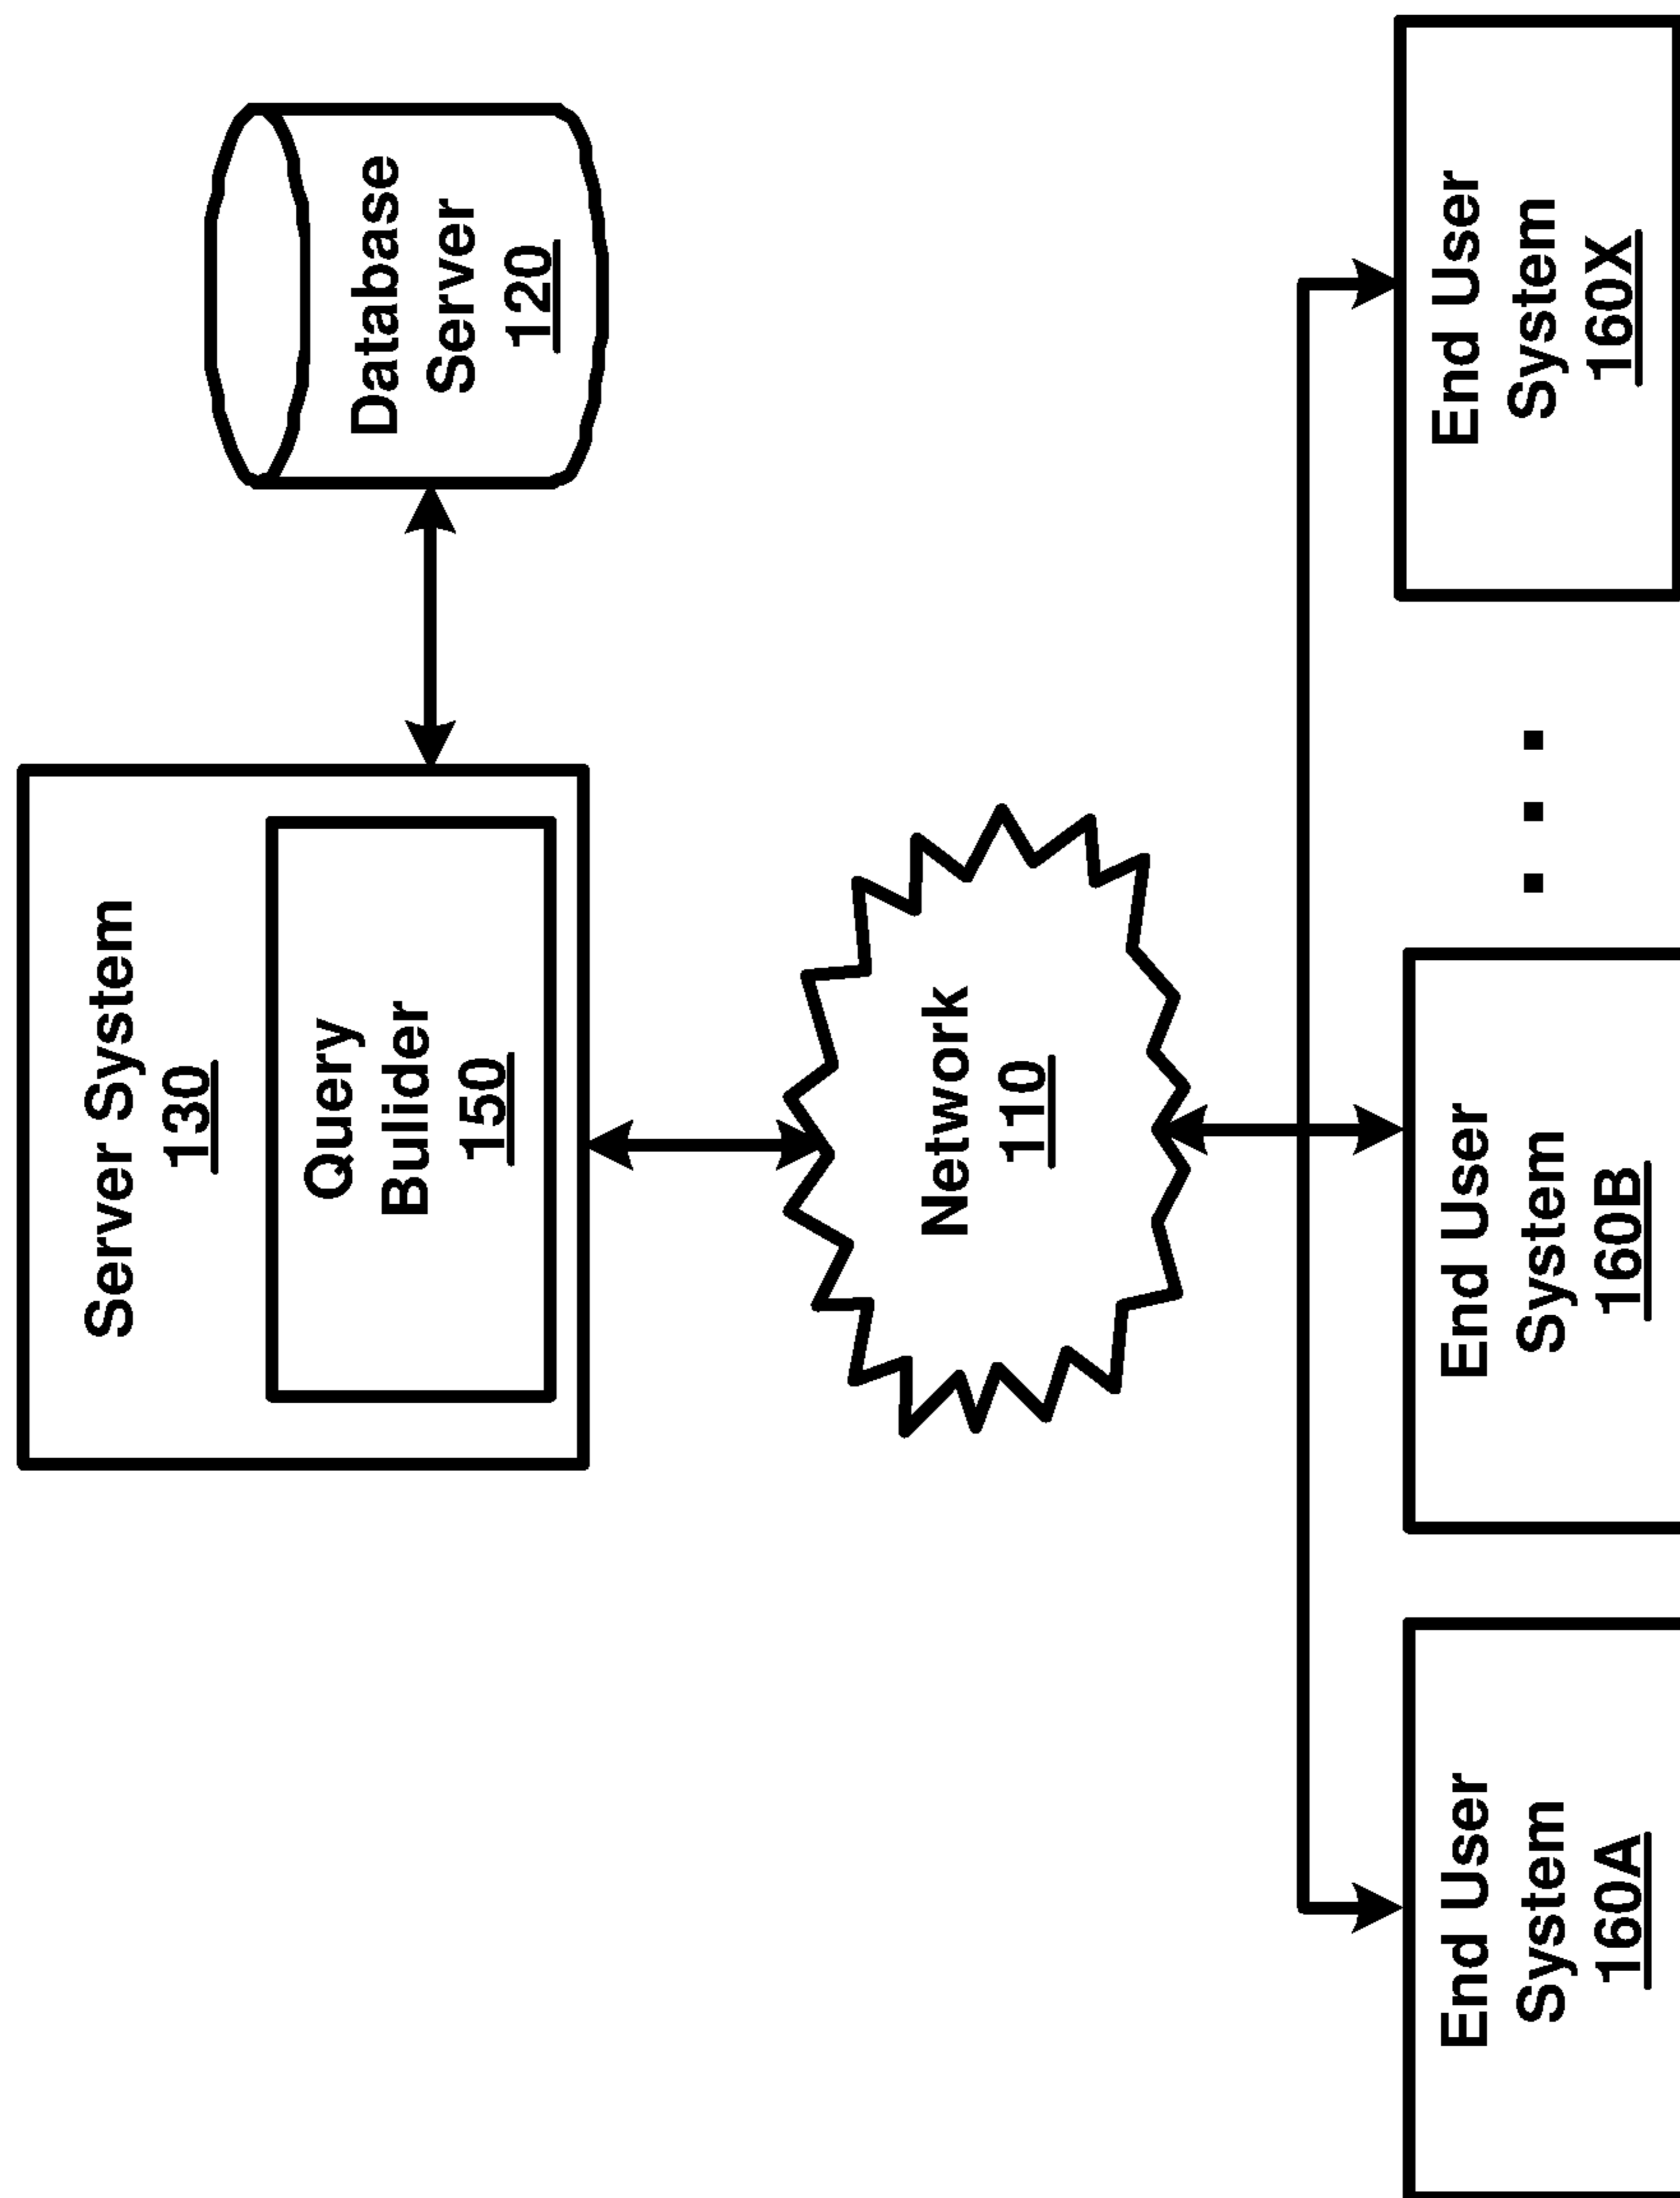 Server System
130
Query
Builder
150
Database
Server
120
Network
110
End User
System
160A
End User
System
160B
End User
System
160X